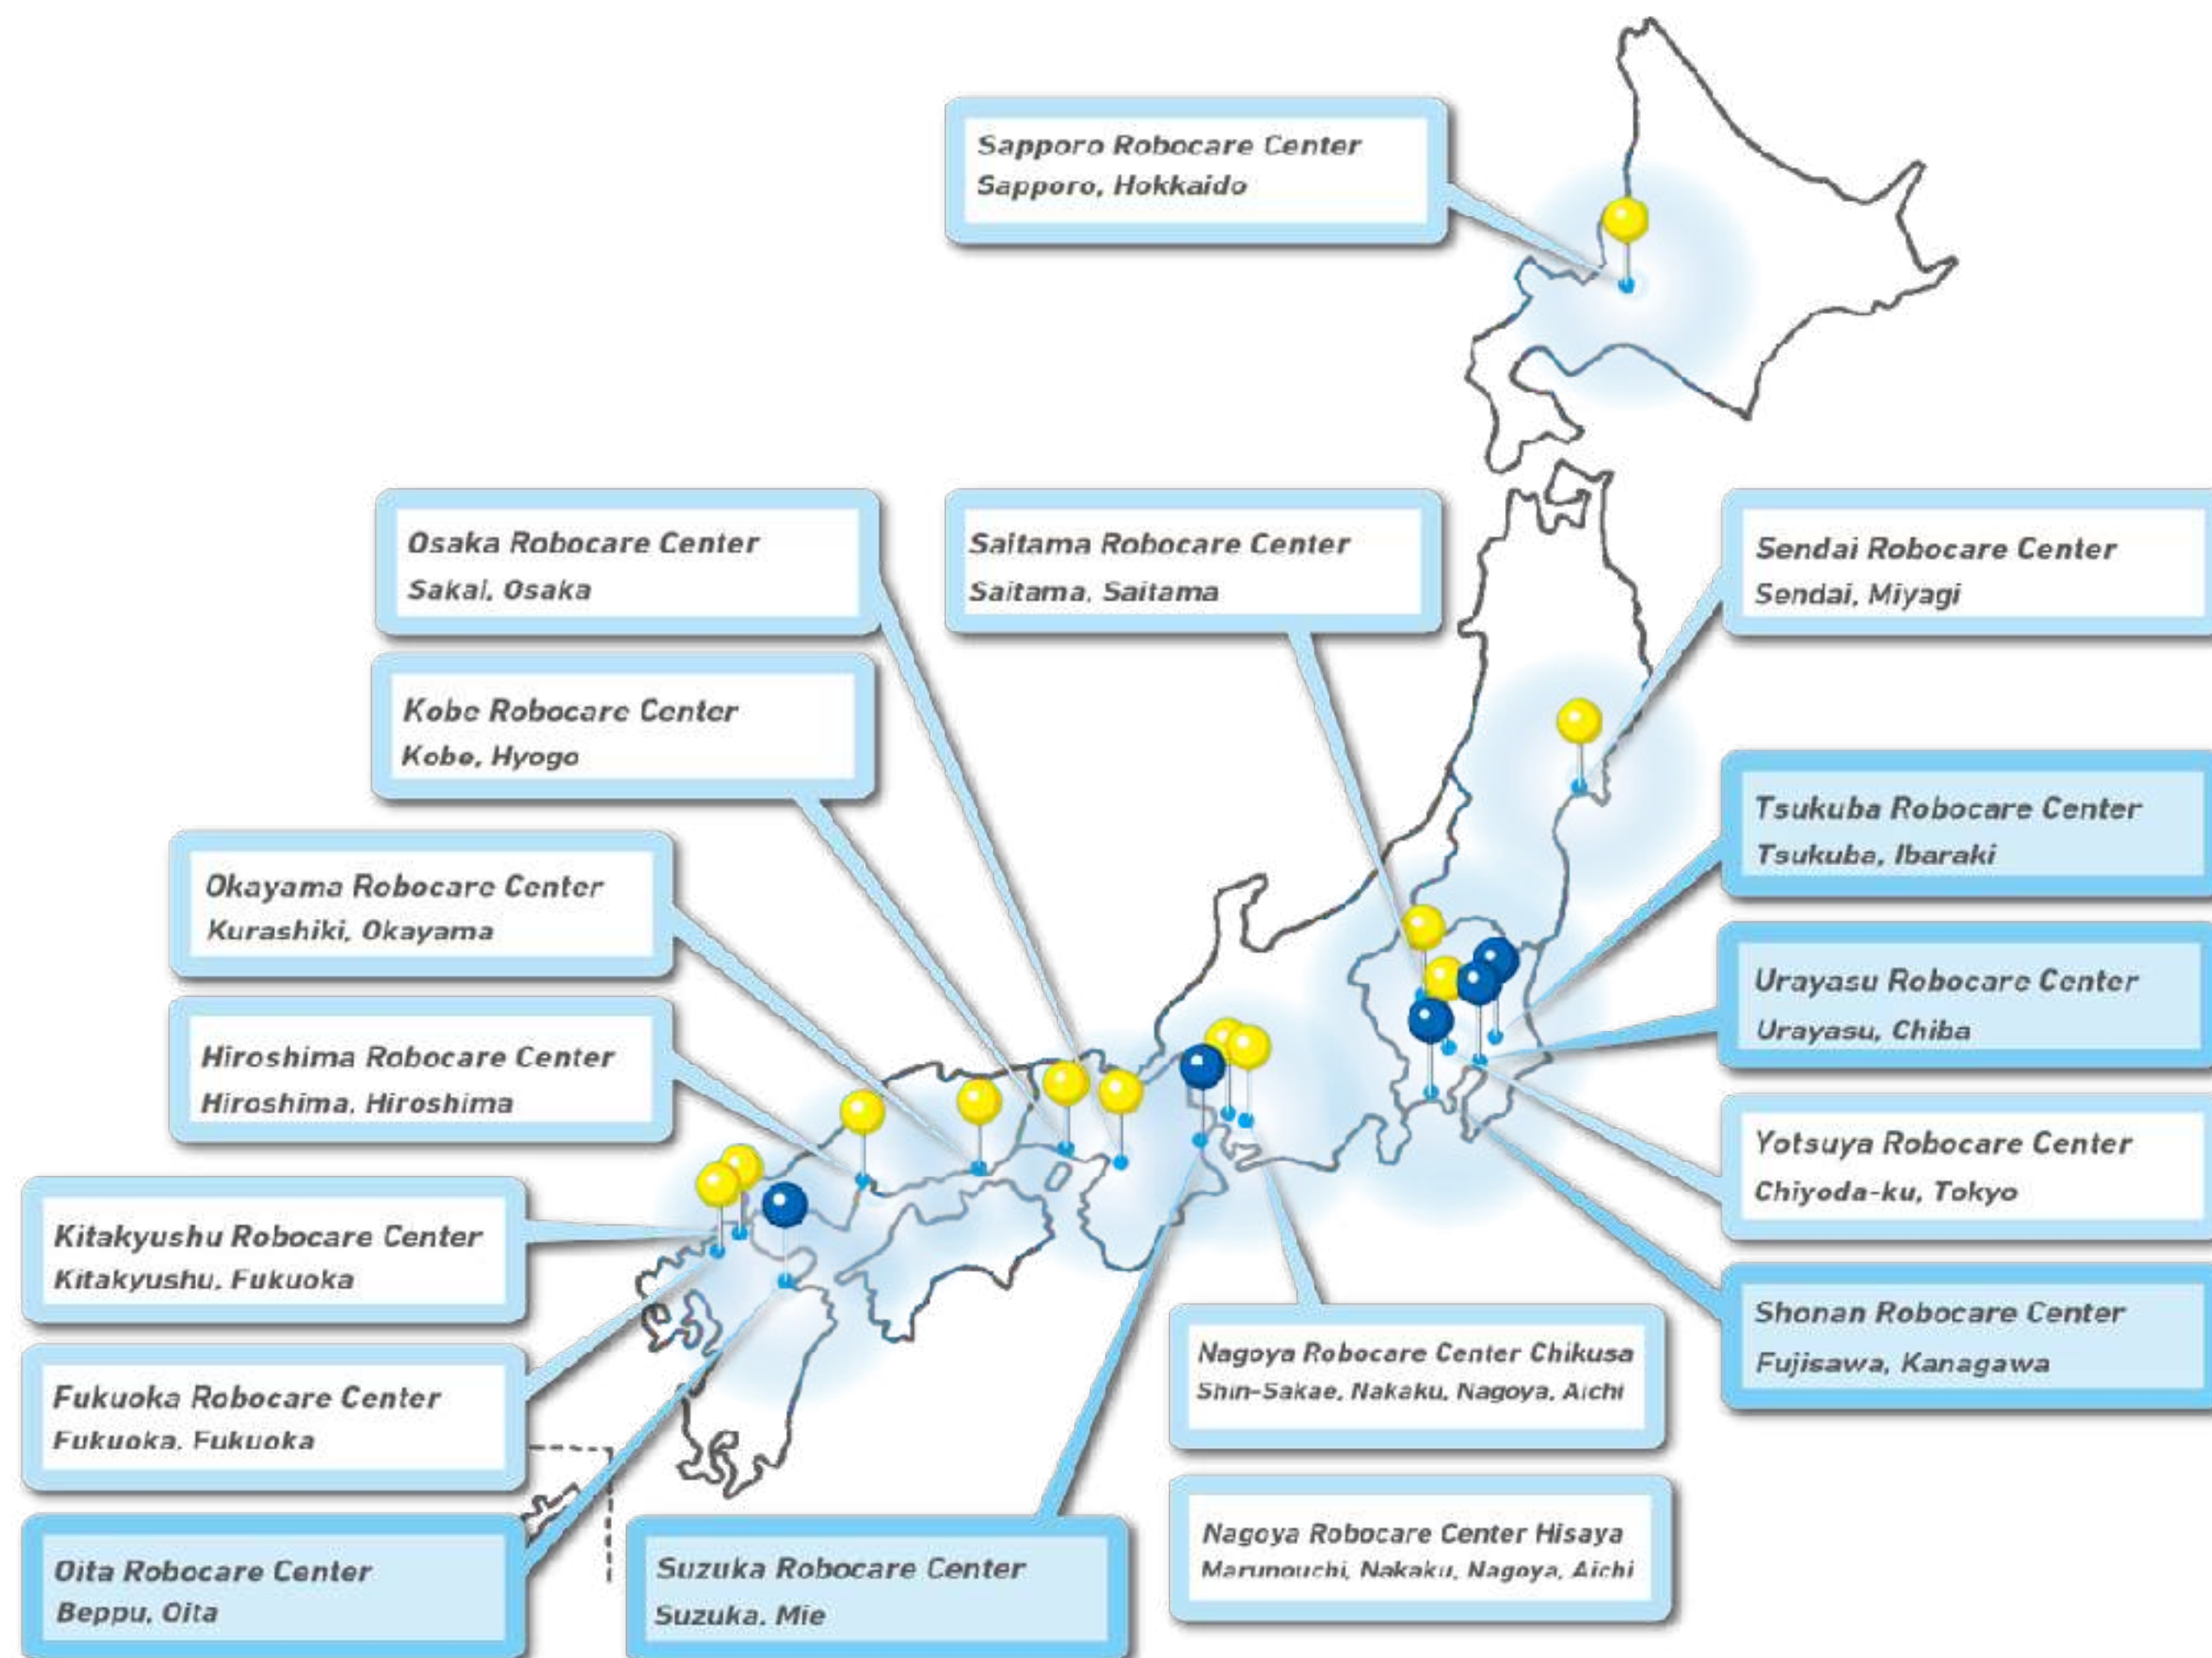 Sapporo Robocare Center
Sapporo, Hokkaido
Osaka Robocare Center
Sakai, Osaka
Saitama Robocare Center
Saitama, Saitama
Sendai Robocare Center
Sendai, Miyagi
Kobe Robocare Center
Kobe, Hyogo
Tsukuba Robocare Center
Tsukuba, Ibaraki
Okayama Robocare Center
Kurashiki, Okayama
Urayasu Robocare Center
Urayasu, Chiba
Hiroshima Robocare Center
Hiroshima, Hiroshima
Yotsuya Robocare Center
Chiyoda-ku, Tokyo
Kitakyushu Robocare Center
Kitakyushu, Fukuoka
Shonan Robocare Center
Fujisawa, Kanagawa
Nagoya Robocare Center Chikusa
Shin-Sakae, Nakaku, Nagoya, Aichi
Fukuoka Robocare Center
Fukuoka, Fukuoka
Nagoya Robocare Center Hisaya
Marunouchi, Nakaku, Nagoya, Aichi
Oita Robocare Center
Beppu, Oita
Suzuka Robocare Center
Suzuka, Mie